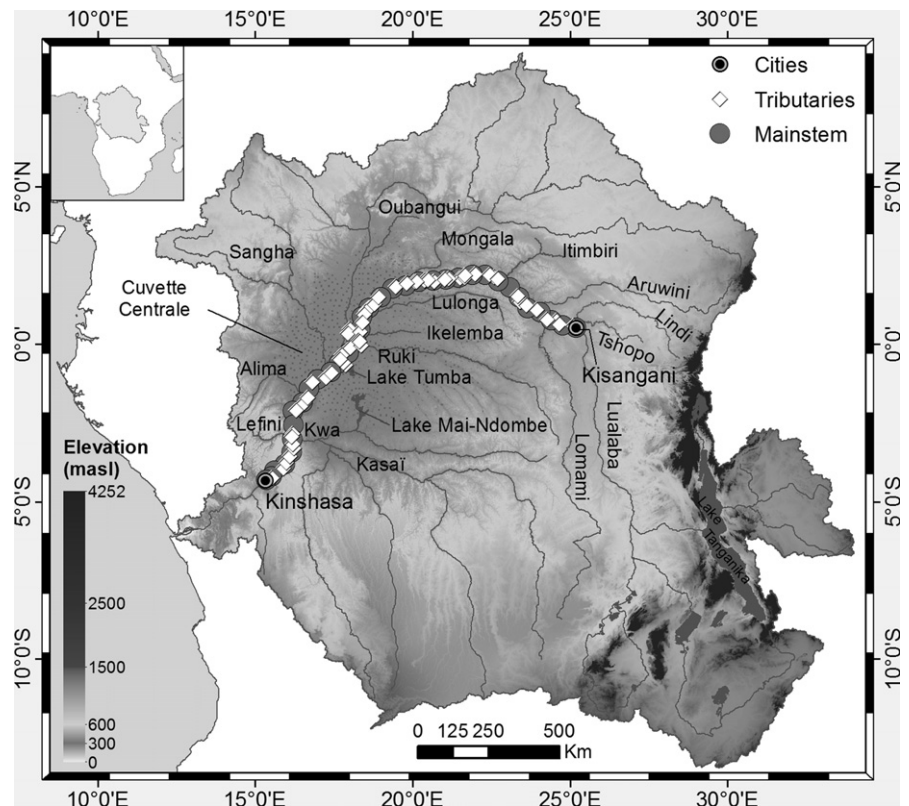 10°0'E 15°0'E 20°0'E 25°0'E 30°0'E
Cities
Tributaries
Mainstem
5°0'N
5°0'N
Oubangui
Mongala
Itimbiri
Sangha
Aruwini
Cuvette
Centrale
Lulonga
Lindi
Ikelemba
0°0'
0°0'
Tshopo
Ruki
Kisangani
Alima
Lake Tumba
Lefini
Kwa
Lake Mai-Ndombe
Lualaba
Lomami
Kasaï
Elevation
(masl)
4252
2500
1500
600
300
0
Kinshasa
5°0'S
5°0'S
Lake
Tanganika
10°0'S
10°0'S
0 125 250 500
Km
10°0'E 15°0'E 20°0'E 25°0'E 30°0'E